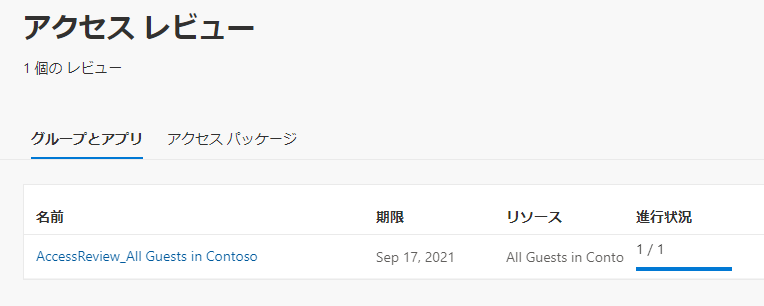 アクセス レビュー
1 個の レビュー
グループとアプリ アクセス パッケージ
名前 期限 リソース 進行状況
AccessReview_All Guests in Contoso Sep 17, 2021 All Guests in Conto 1 / 1